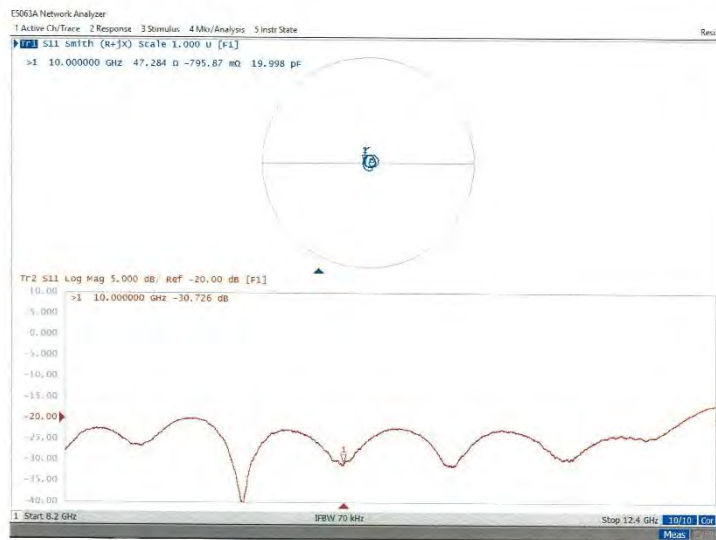 E5063A Network Analyzer
1 Active Ch/Trace 2 Response 3 Stimulus 4 Mkr/Analysis 5 Instr State
Tr1 S11 Smith (R+jX) Scale 1.000 U [F1]
>1 10.000000 GHz 47.284 Ω -795.87 mΩ 19.998 pF
Tr2 S11 Log Mag 5.000 dB/ Ref -20.00 dB [F1]
10.00
>1 10.000000 GHz -30.726 dB
5.000
0.000
-5.000
-10.00
-15.00
-20.00
-25.00
1
-30.00
-35.00
-40.00
1 Start 8.2 GHz IFBW 70 kHz Stop 12.4 GHz 10/10 Cor
Meas